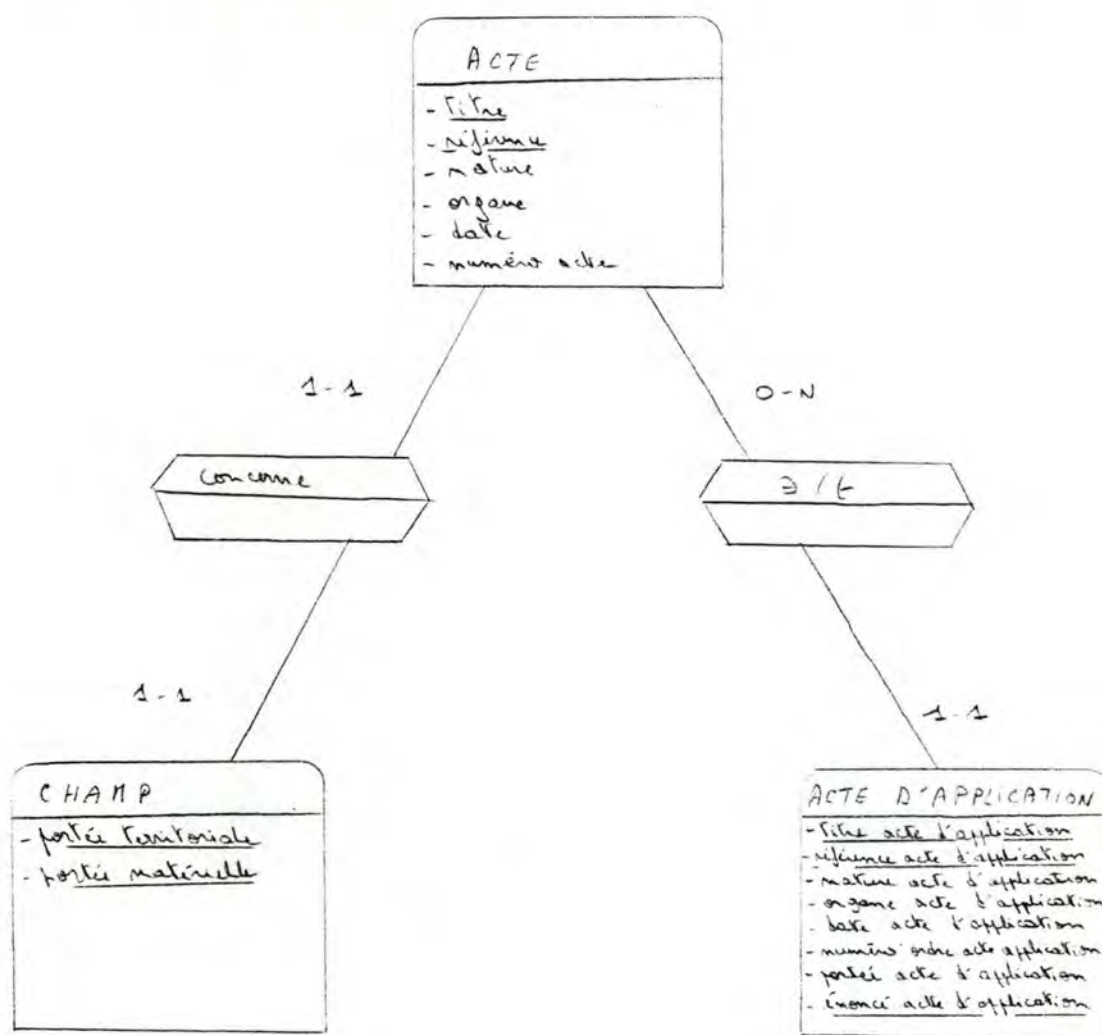 ACTE
- titre
- référence
- nature
- organe
- date
- numéro acte
1-1
0-N
concerne
∃ / ∈
1-1
1-1
CHAMP
- portée territoriale
- portée matérielle
ACTE D'APPLICATION
- titre acte d'application
- référence acte d'application
- nature acte d'application
- organe acte d'application
- date acte d'application
- numéro ordre acte application
- portée acte d'application
- énoncé acte d'application